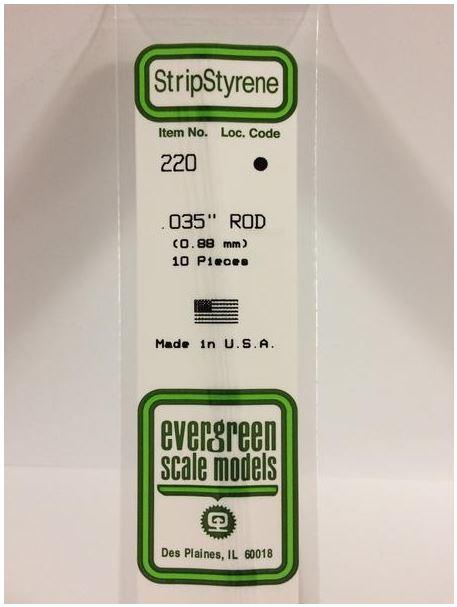 StripStyrene
Item No. Loc. Code
220 ●
.035" ROD
(0.88 mm)
10 Pieces
Made in U.S.A.
evergreen
scale models
Des Plaines, IL 60018